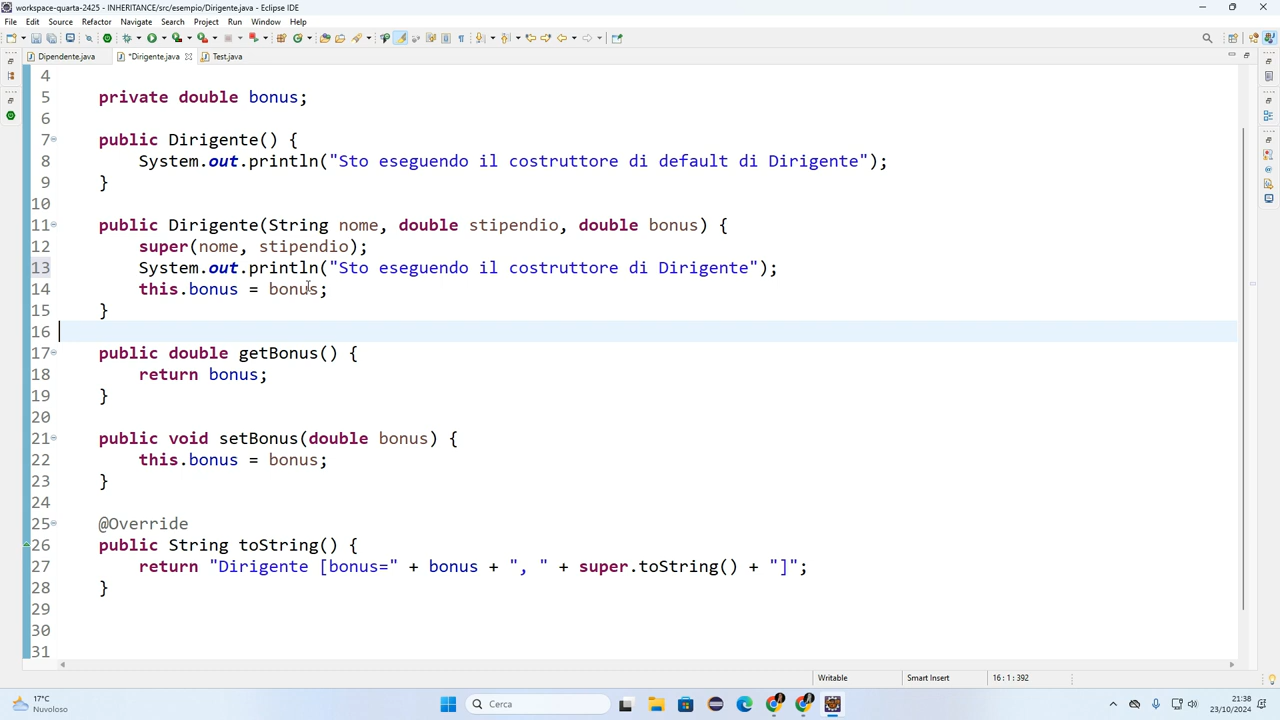 workspace-quarta-2425 - INHERITANCE/src/esempio/Dirigente.java - Eclipse IDE
File Edit Source Refactor Navigate Search Project Run Window Help
Dipendente.java *Dirigente.java Test.java
4
5 private double bonus;
6
7 public Dirigente() {
8 System.out.println("Sto eseguendo il costruttore di default di Dirigente");
9 }
10
11 public Dirigente(String nome, double stipendio, double bonus) {
12 super(nome, stipendio);
13 System.out.println("Sto eseguendo il costruttore di Dirigente");
14 this.bonus = bonus;
15 }
16
17 public double getBonus() {
18 return bonus;
19 }
20
21 public void setBonus(double bonus) {
22 this.bonus = bonus;
23 }
24
25 @Override
26 public String toString() {
27 return "Dirigente [bonus=" + bonus + ", " + super.toString() + "]";
28 }
29
30
31
Writable Smart Insert 16 : 1 : 392
17°C
Nuvoloso
Cerca
21:38
23/10/2024